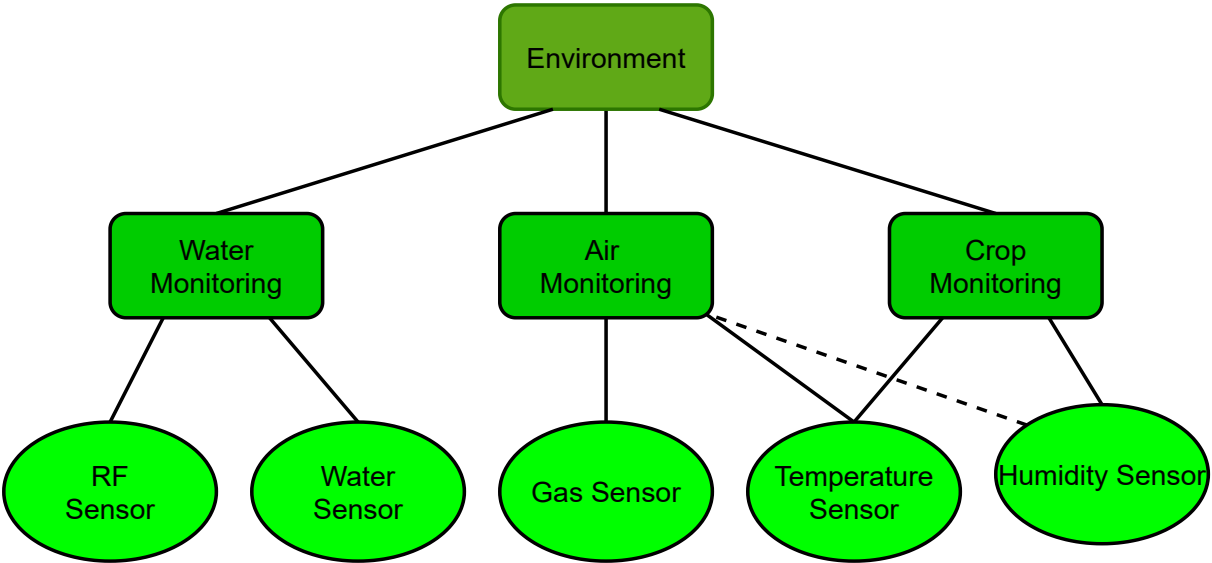 Environment
Water
Monitoring
Air
Monitoring
Crop
Monitoring
RF
Sensor
Water
Sensor
Gas Sensor
Temperature
Sensor
Humidity Sensor